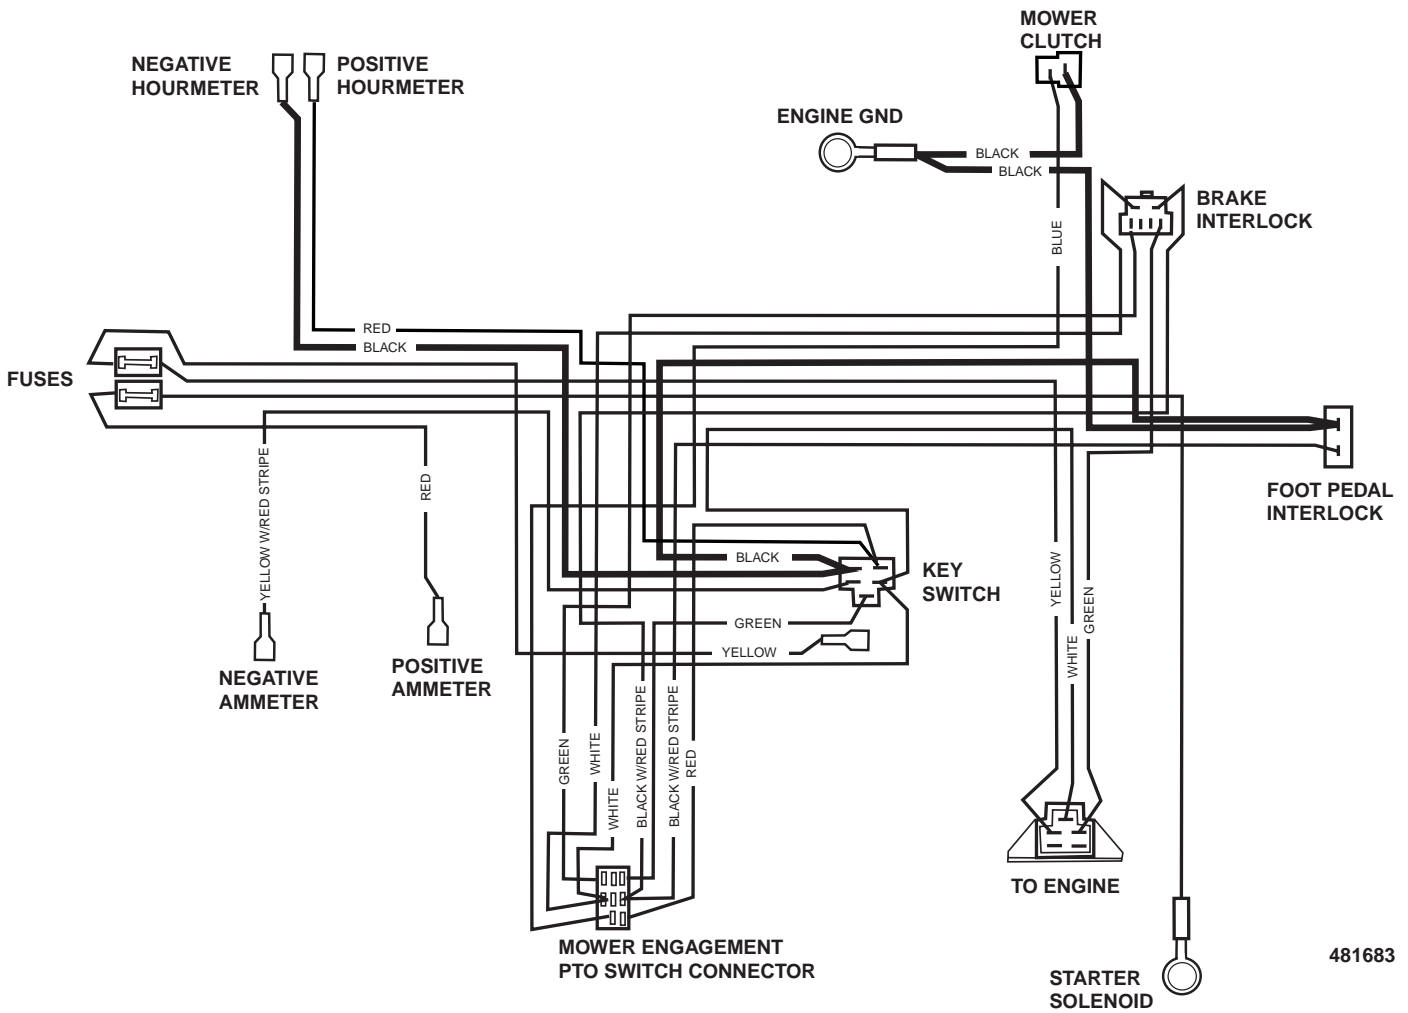 MOWER
CLUTCH
NEGATIVE
HOURMETER
POSITIVE
HOURMETER
ENGINE GND
BLACK
BLACK
BRAKE
INTERLOCK
BLUE
RED
BLACK
FUSES
YELLOW W/RED STRIPE
RED
FOOT PEDAL
INTERLOCK
BLACK
KEY
SWITCH
YELLOW
GREEN
WHITE
GREEN
YELLOW
NEGATIVE
AMMETER
POSITIVE
AMMETER
GREEN
WHITE
WHITE
BLACK W/RED STRIPE
BLACK W/RED STRIPE
RED
TO ENGINE
MOWER ENGAGEMENT
PTO SWITCH CONNECTOR
STARTER
SOLENOID
481683